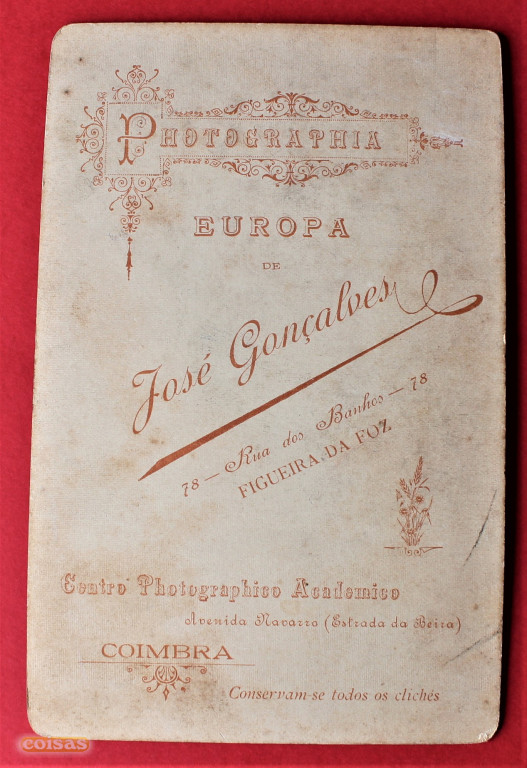 PHOTOGRAPHIA
EUROPA
DE
José Gonçalves
78 — Rua dos Banhos — 78
FIGUEIRA DA FOZ
Centro Photographico Academico
Avenida Navarro (Estrada da Beira)
COIMBRA
Conservam-se todos os clichés
coisas